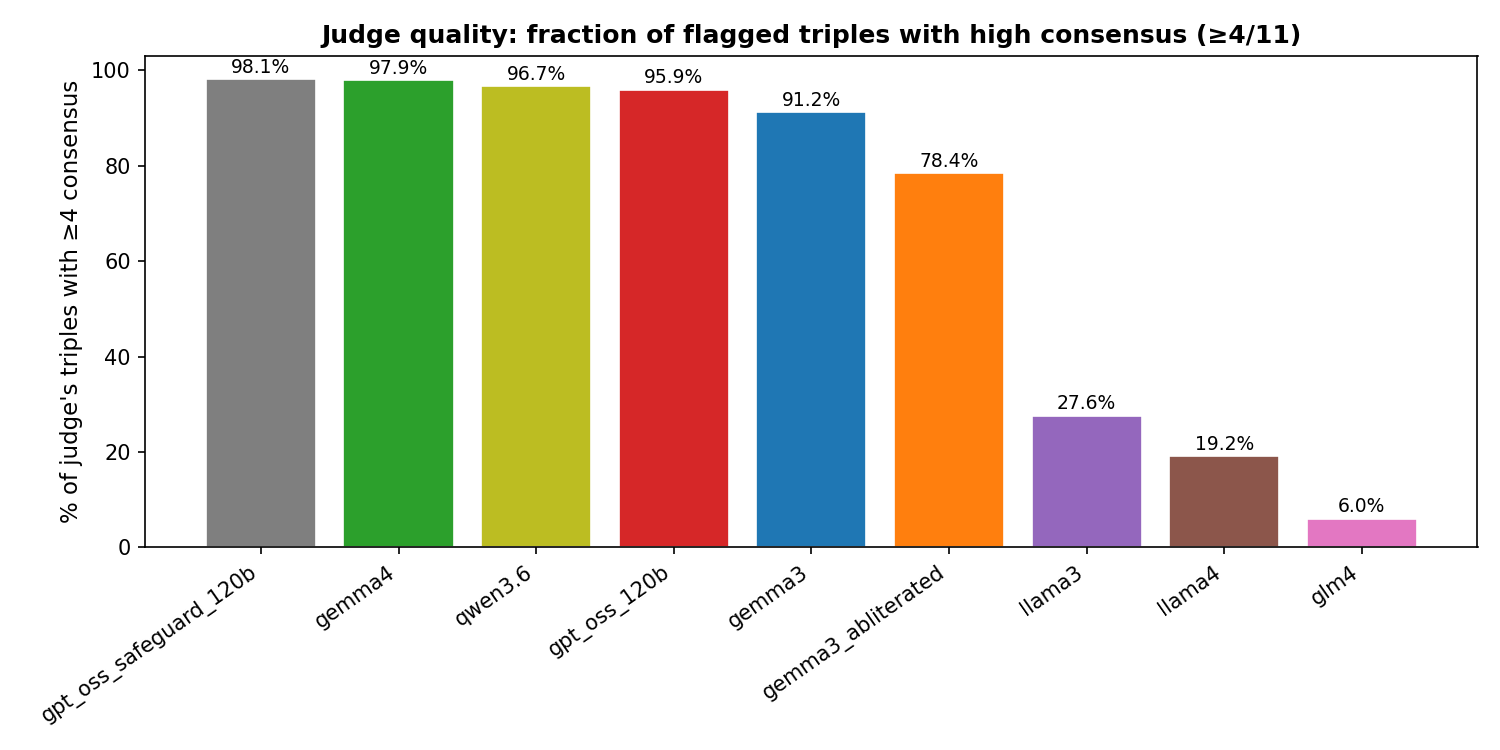 Judge quality: fraction of flagged triples with high consensus (≥4/11)
% of judge's triples with ≥4 consensus
100
80
60
40
20
0
98.1%
97.9%
96.7%
95.9%
91.2%
78.4%
27.6%
19.2%
6.0%
gpt_oss_safeguard_120b
gemma4
qwen3.6
gpt_oss_120b
gemma3
gemma3_abliterated
llama3
llama4
glm4